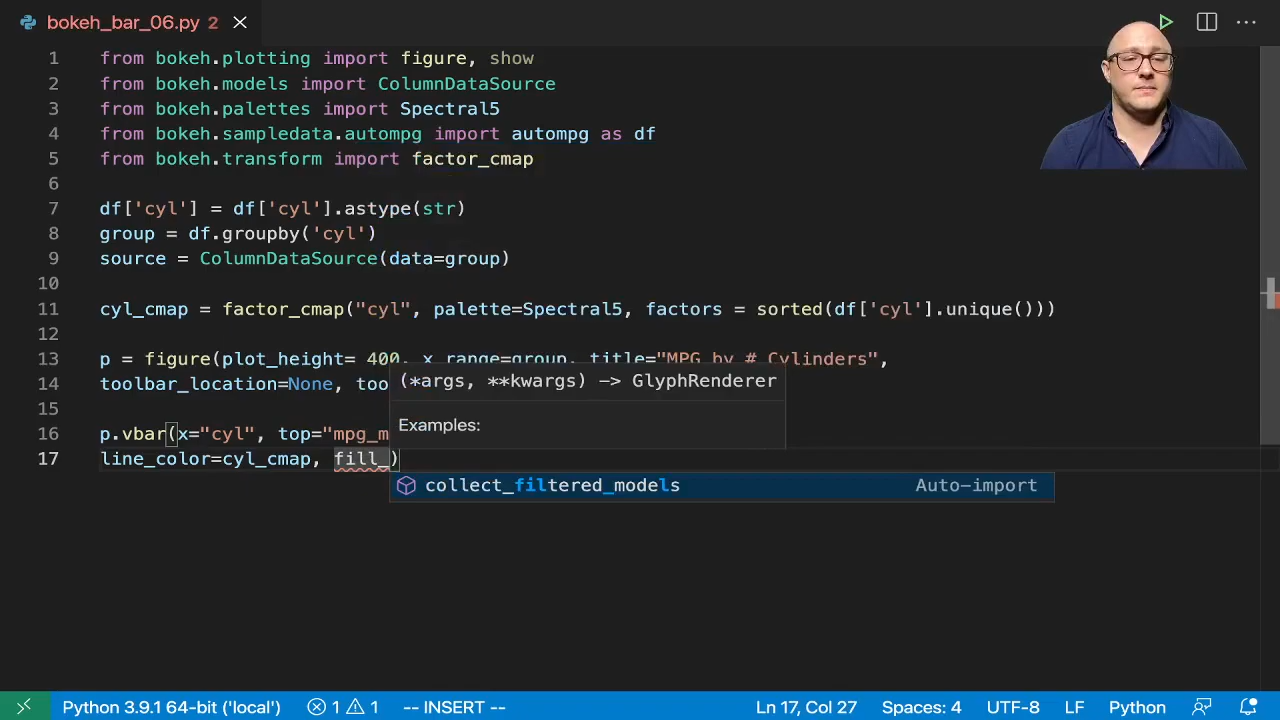 bokeh_bar_06.py 2
1 from bokeh.plotting import figure, show
2 from bokeh.models import ColumnDataSource
3 from bokeh.palettes import Spectral5
4 from bokeh.sampledata.autompg import autompg as df
5 from bokeh.transform import factor_cmap
6
7 df['cyl'] = df['cyl'].astype(str)
8 group = df.groupby('cyl')
9 source = ColumnDataSource(data=group)
10
11 cyl_cmap = factor_cmap("cyl", palette=Spectral5, factors = sorted(df['cyl'].unique()))
12
13 p = figure(plot_height= 400, x_range=group, title="MPG by # Cylinders",
14 toolbar_location=None, too
(*args, **kwargs) -> GlyphRenderer
15
Examples:
16 p.vbar(x="cyl", top="mpg_m
17 line_color=cyl_cmap, fill_)
collect_filtered_models Auto-import
Python 3.9.1 64-bit ('local') 1 1 -- INSERT -- Ln 17, Col 27 Spaces: 4 UTF-8 LF Python